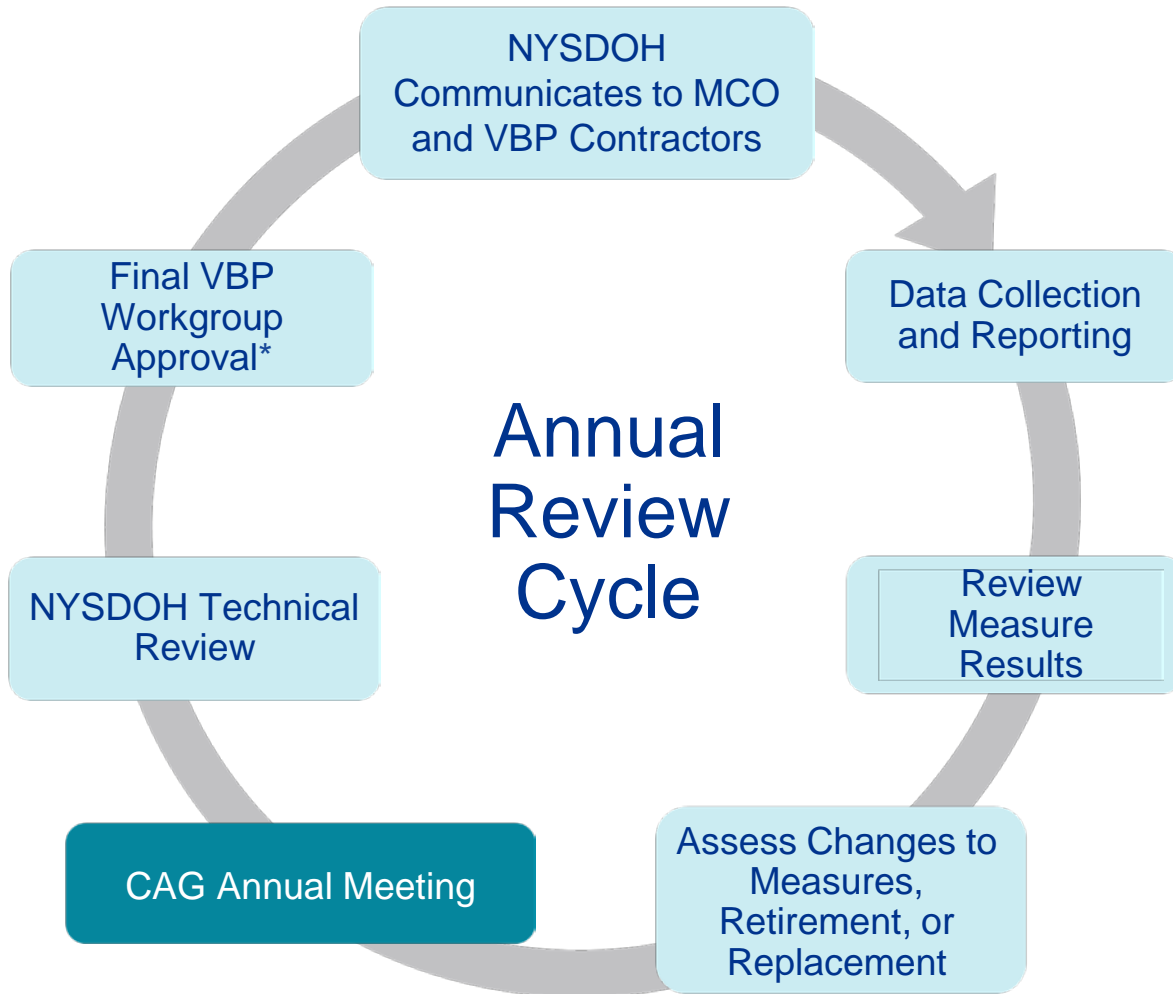 NYSDOH
Communicates to MCO
and VBP Contractors
Final VBP
Workgroup
Approval*
Data Collection
and Reporting
Annual
Review
Cycle
NYSDOH Technical
Review
Review
Measure
Results
CAG Annual Meeting
Assess Changes to
Measures,
Retirement, or
Replacement